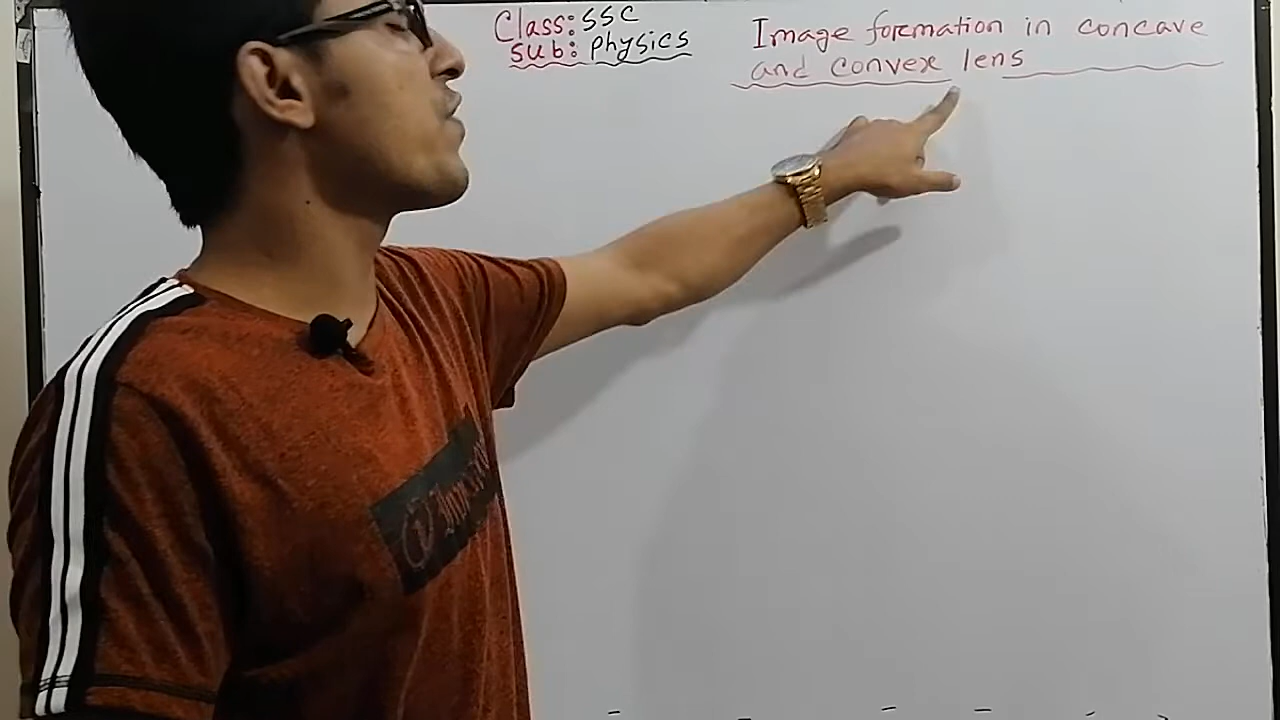 Class: SSC
Sub: Physics
Image formation in concave
and convex lens